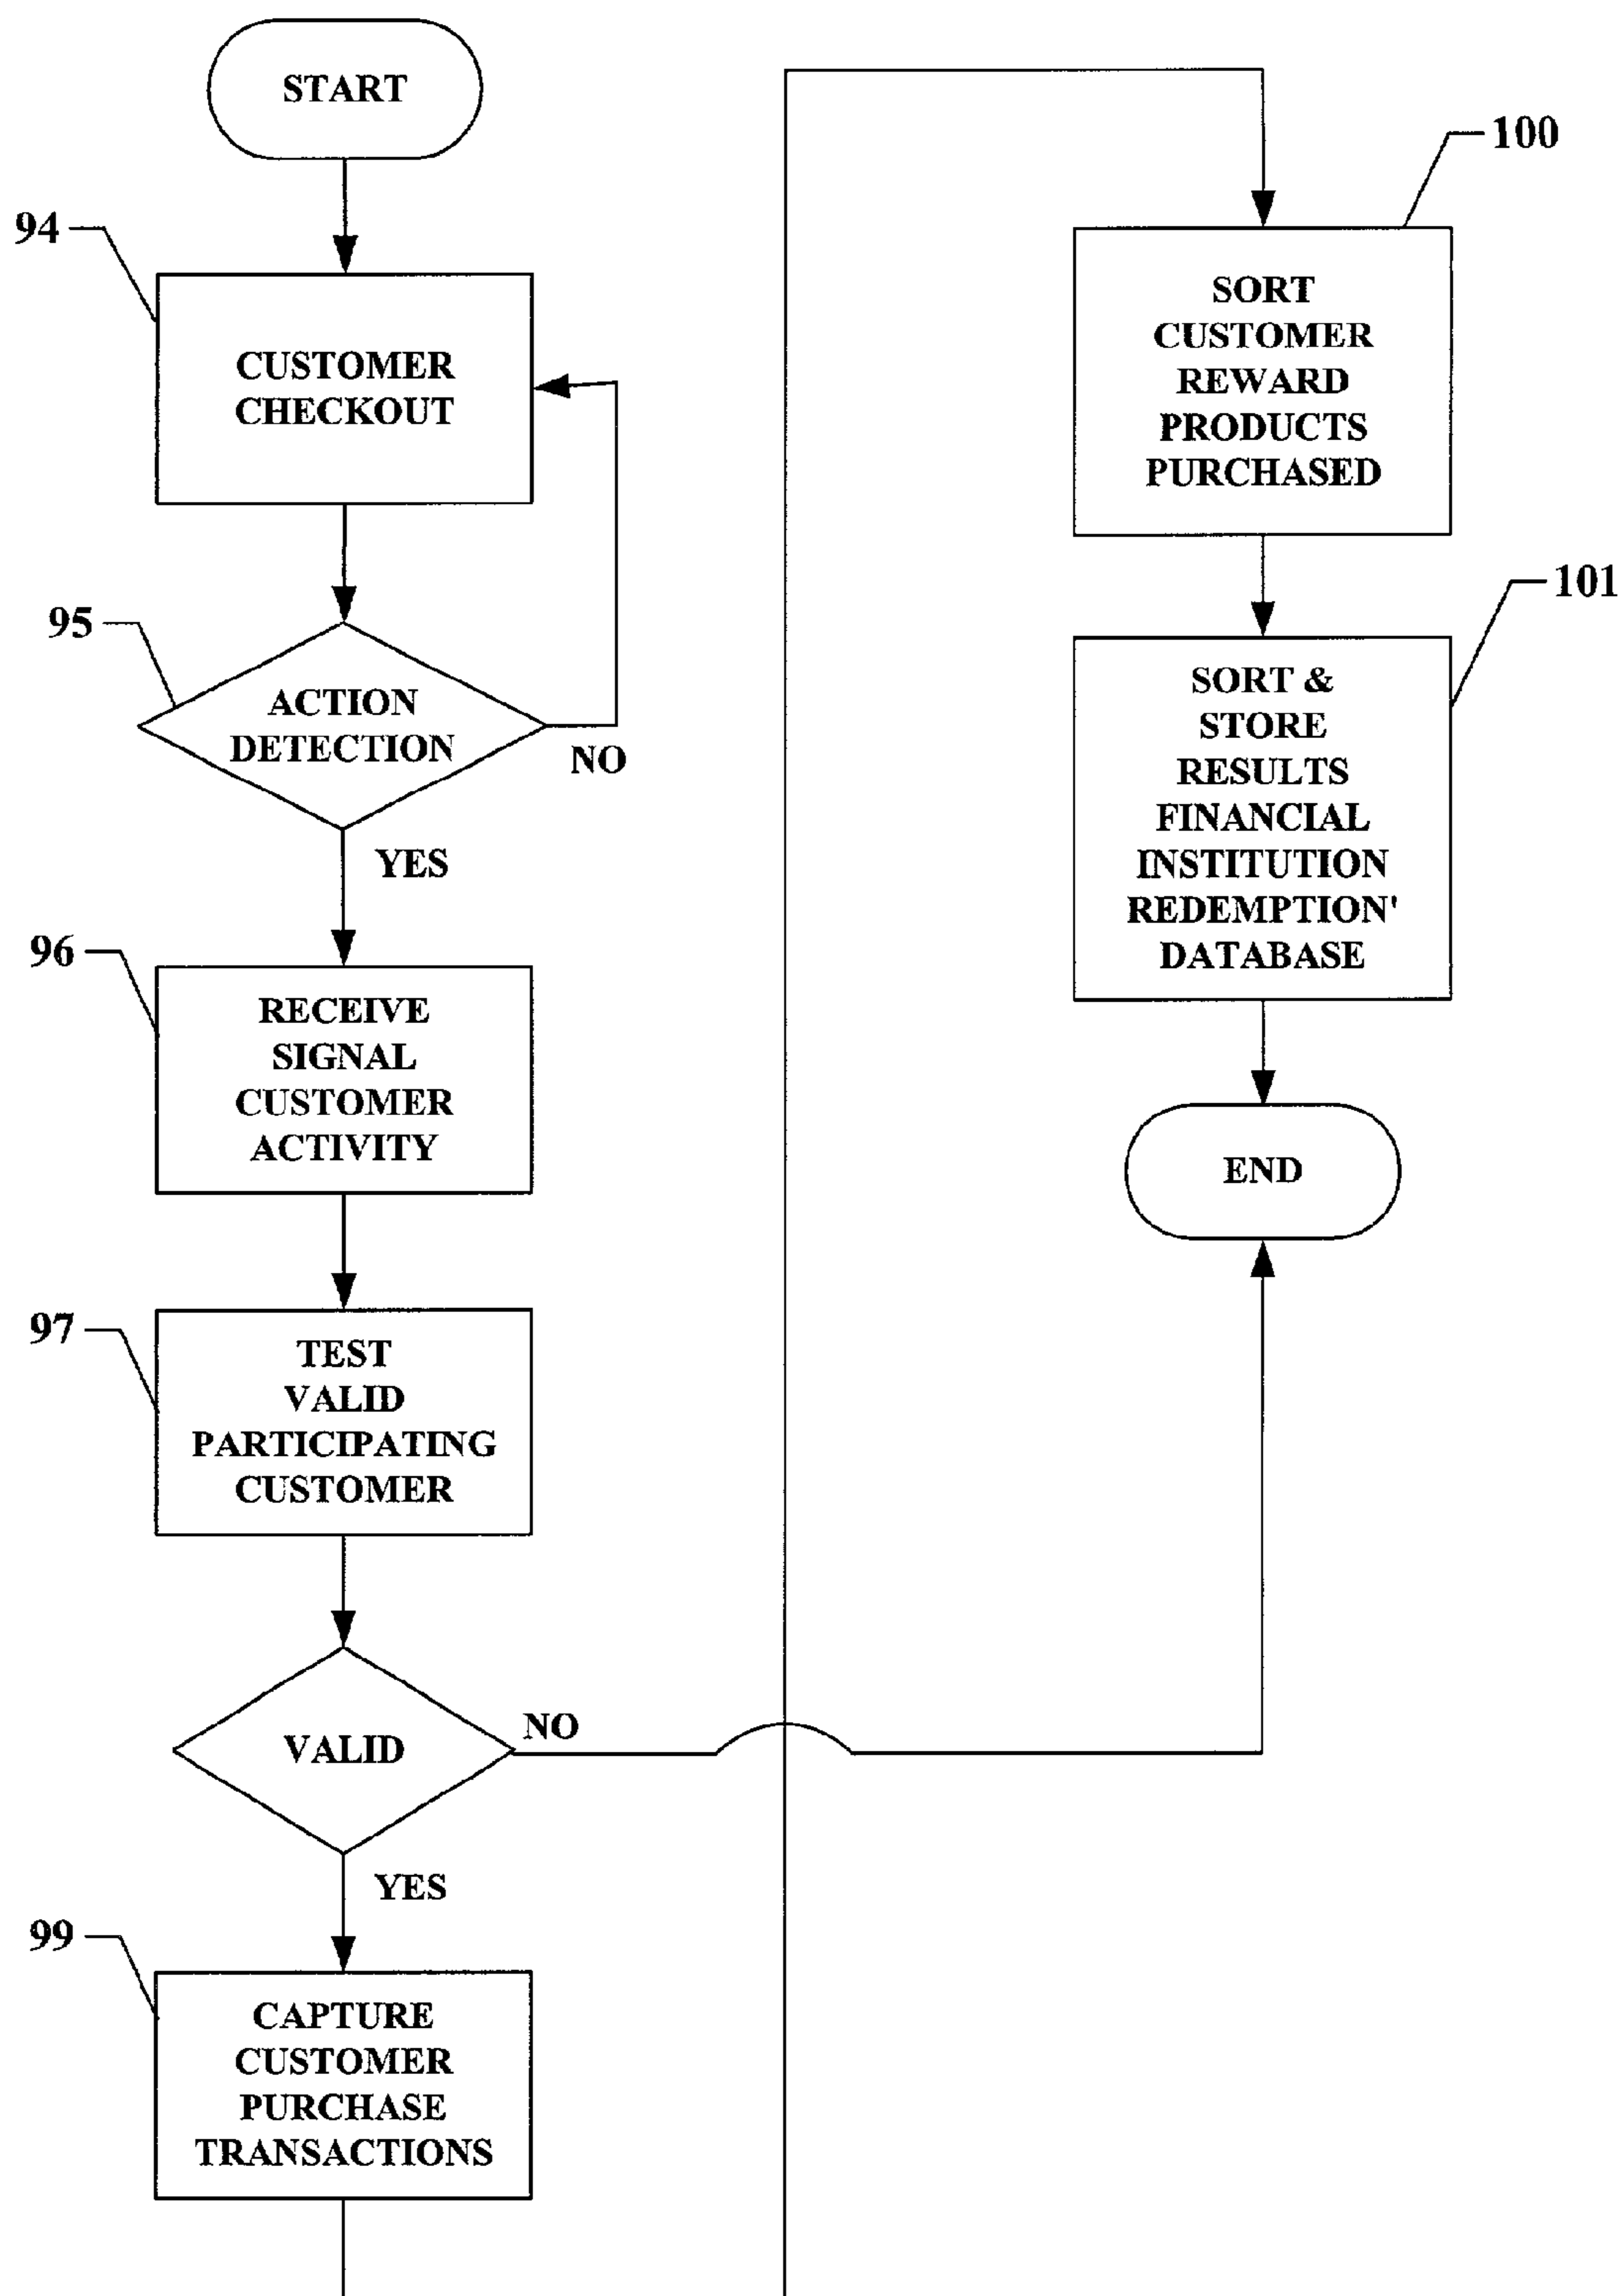 START
94
CUSTOMER
CHECKOUT
95
ACTION
DETECTION
NO
YES
96
RECEIVE
SIGNAL
CUSTOMER
ACTIVITY
97
TEST
VALID
PARTICIPATING
CUSTOMER
VALID
NO
YES
99
CAPTURE
CUSTOMER
PURCHASE
TRANSACTIONS
100
SORT
CUSTOMER
REWARD
PRODUCTS
PURCHASED
101
SORT &
STORE
RESULTS
FINANCIAL
INSTITUTION
REDEMPTION'
DATABASE
END